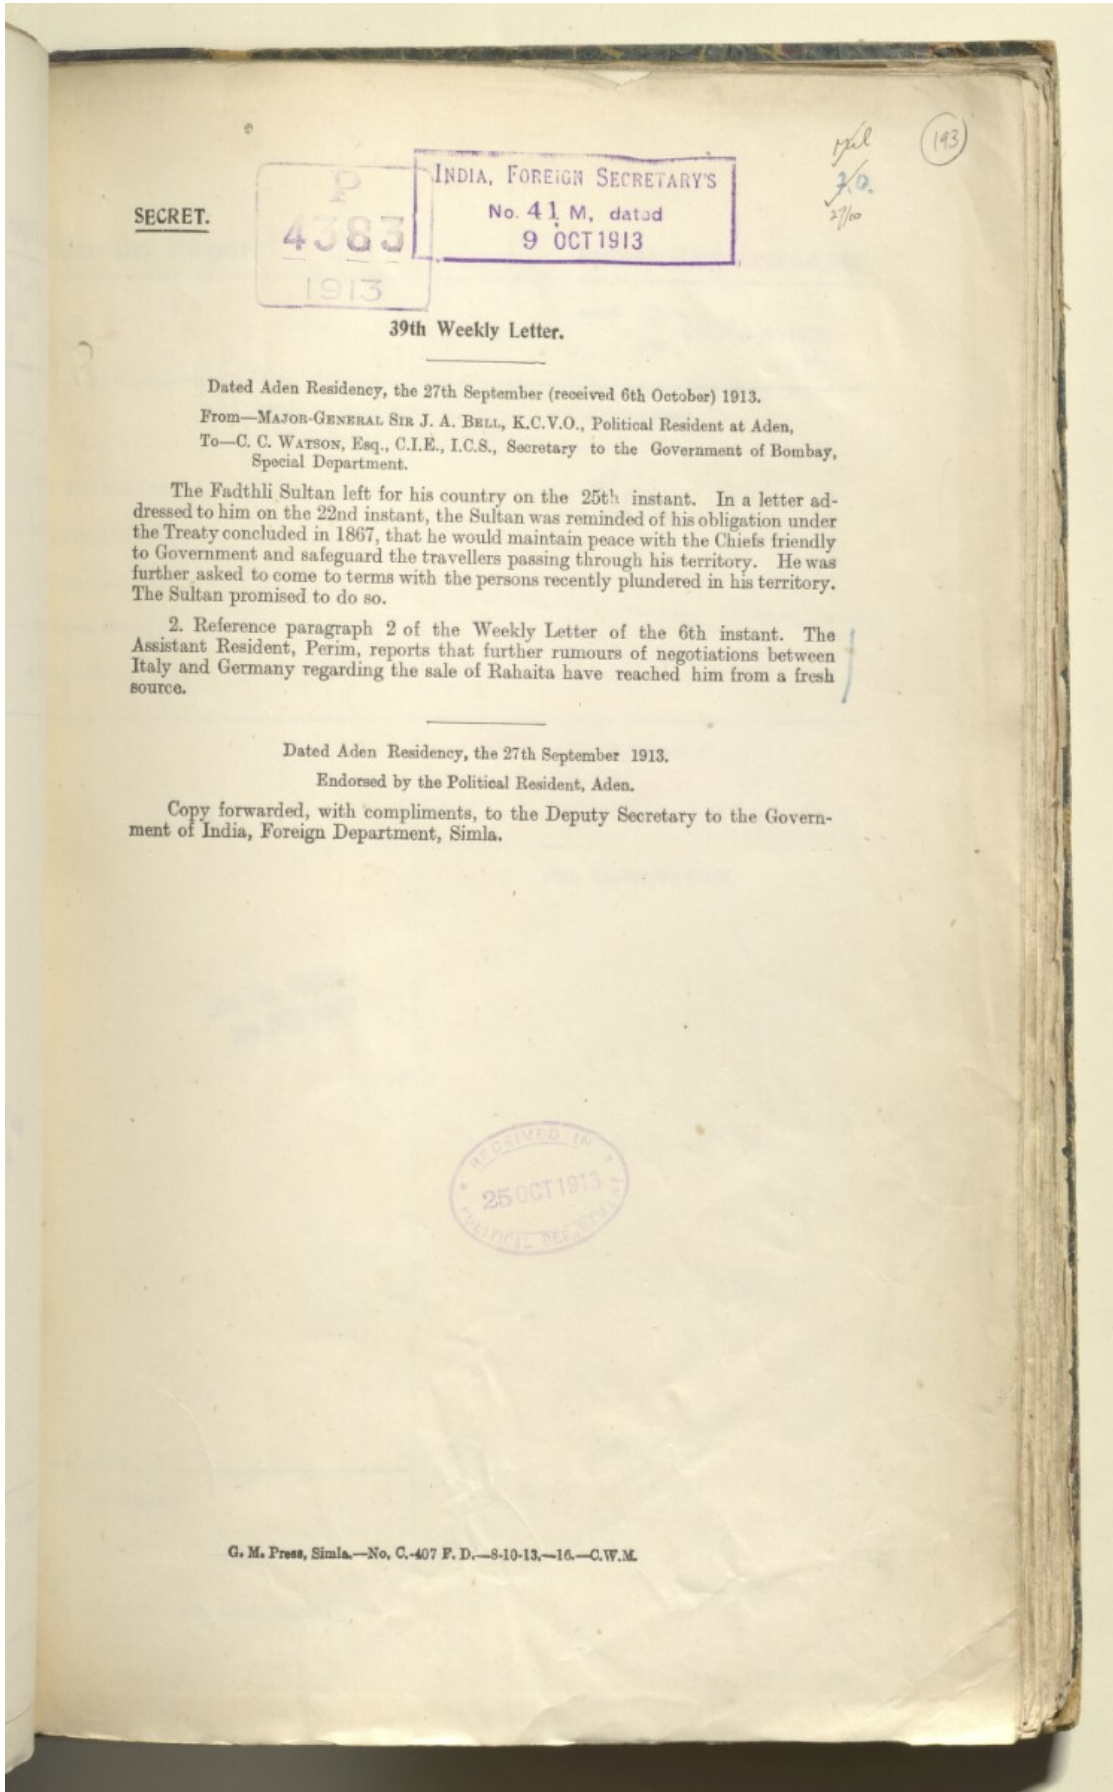 193
F.O.
27/10
P
4383
1913
INDIA, FOREIGN SECRETARY'S
No. 41 M, dated
9 OCT 1913
SECRET.
39th Weekly Letter.
Dated Aden Residency, the 27th September (received 6th October) 1913.
From—MAJOR-GENERAL SIR J. A. BELL, K.C.V.O., Political Resident at Aden,
To—C. C. WATSON, Esq., C.I.E., I.C.S., Secretary to the Government of Bombay,
Special Department.
The Fadthli Sultan left for his country on the 25th instant. In a letter ad-
dressed to him on the 22nd instant, the Sultan was reminded of his obligation under
the Treaty concluded in 1867, that he would maintain peace with the Chiefs friendly
to Government and safeguard the travellers passing through his territory. He was
further asked to come to terms with the persons recently plundered in his territory.
The Sultan promised to do so.
2. Reference paragraph 2 of the Weekly Letter of the 6th instant. The
Assistant Resident, Perim, reports that further rumours of negotiations between
Italy and Germany regarding the sale of Rahaita have reached him from a fresh
source.
Dated Aden Residency, the 27th September 1913.
Endorsed by the Political Resident, Aden.
Copy forwarded, with compliments, to the Deputy Secretary to the Govern-
ment of India, Foreign Department, Simla.
RECEIVED IN
25 OCT 1913
POLITICAL DEPARTMENT
G. M. Press, Simla.—No. C.-407 F. D.—8-10-13.—16.—C.W.M.